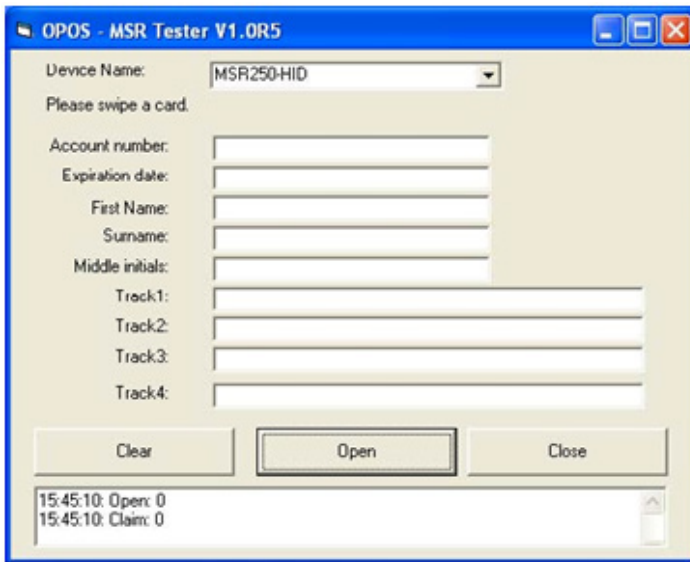 OPOS - MSR Tester V1.0R5
Device Name: MSR250-HID
Please swipe a card.
Account number:
Expiration date:
First Name:
Surname:
Middle initials:
Track1:
Track2:
Track3:
Track4:
Clear Open Close
15:45:10: Open: 0
15:45:10: Claim: 0